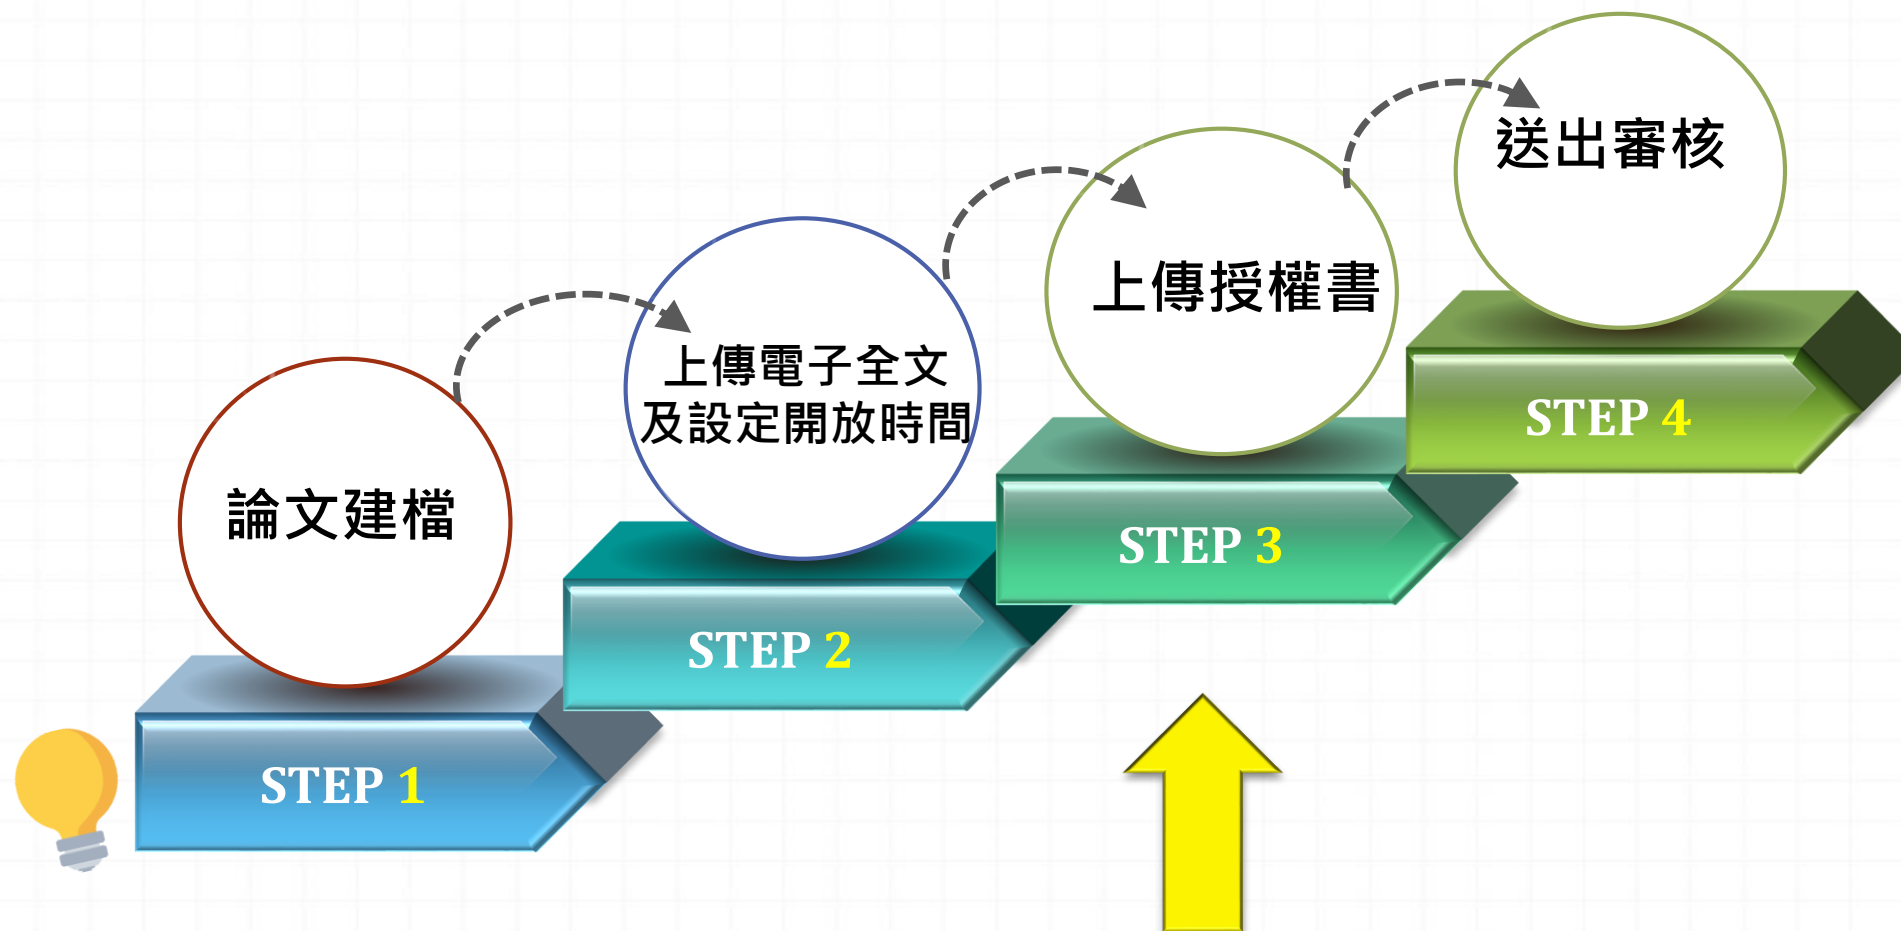 論文建檔
STEP 1
上傳電子全文
及設定開放時間
STEP 2
上傳授權書
STEP 3
送出審核
STEP 4